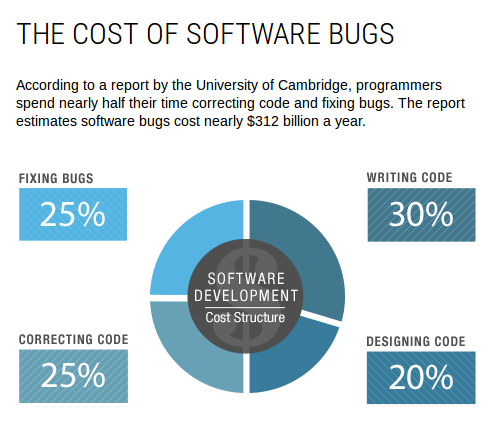 THE COST OF SOFTWARE BUGS
According to a report by the University of Cambridge, programmers
spend nearly half their time correcting code and fixing bugs. The report
estimates software bugs cost nearly $312 billion a year.
FIXING BUGS
25%
WRITING CODE
30%
SOFTWARE
DEVELOPMENT
Cost Structure
CORRECTING CODE
25%
DESIGNING CODE
20%